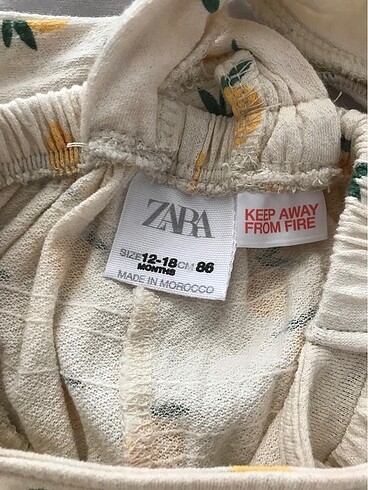 ZARA
SIZE 12-18 CM 86
MONTHS
MADE IN MOROCCO
KEEP AWAY
FROM FIRE